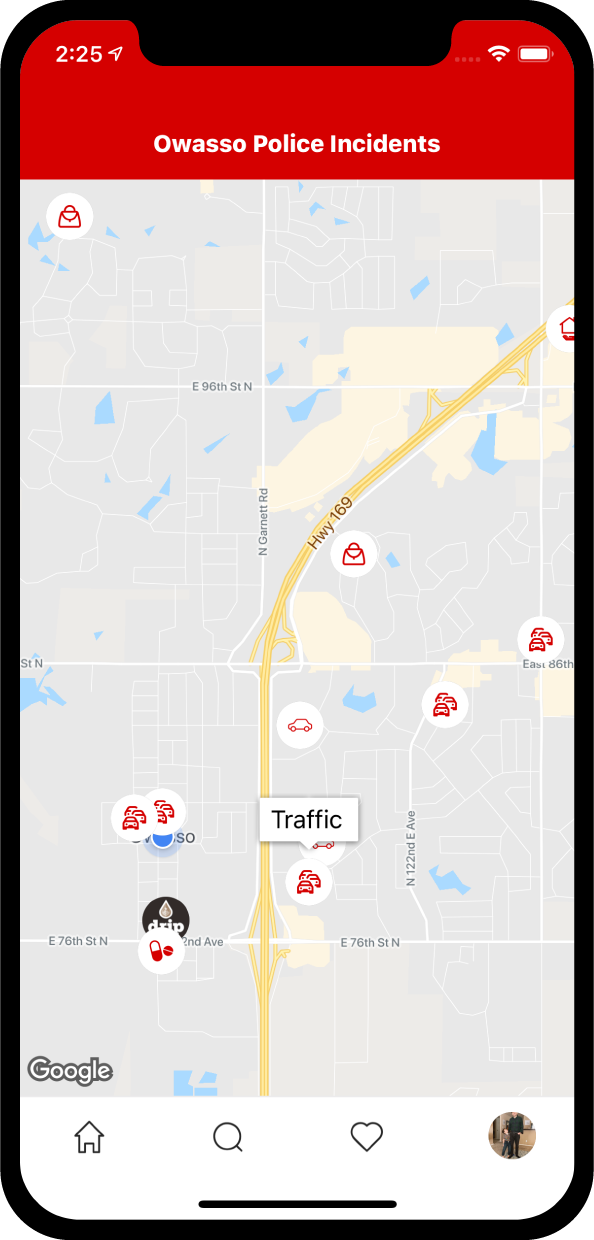 2:25
Owasso Police Incidents
E 96th St N
N Garnett Rd
Hwy 169
St N
East 86th
Traffic
N 122nd E Ave
drip
E 76th St N
2nd Ave
E 76th St N
Google